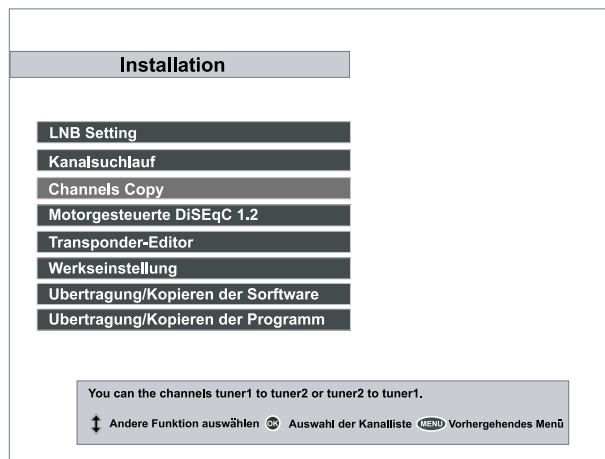 Installation
LNB Setting
Kanalsuchlauf
Channels Copy
Motorgesteuerte DiSEqC 1.2
Transponder-Editor
Werkseinstellung
Ubertragung/Kopieren der Sorftware
Ubertragung/Kopieren der Programm
You can the channels tuner1 to tuner2 or tuner2 to tuner1.
Andere Funktion auswählen OK Auswahl der Kanalliste MENU Vorhergehendes Menü